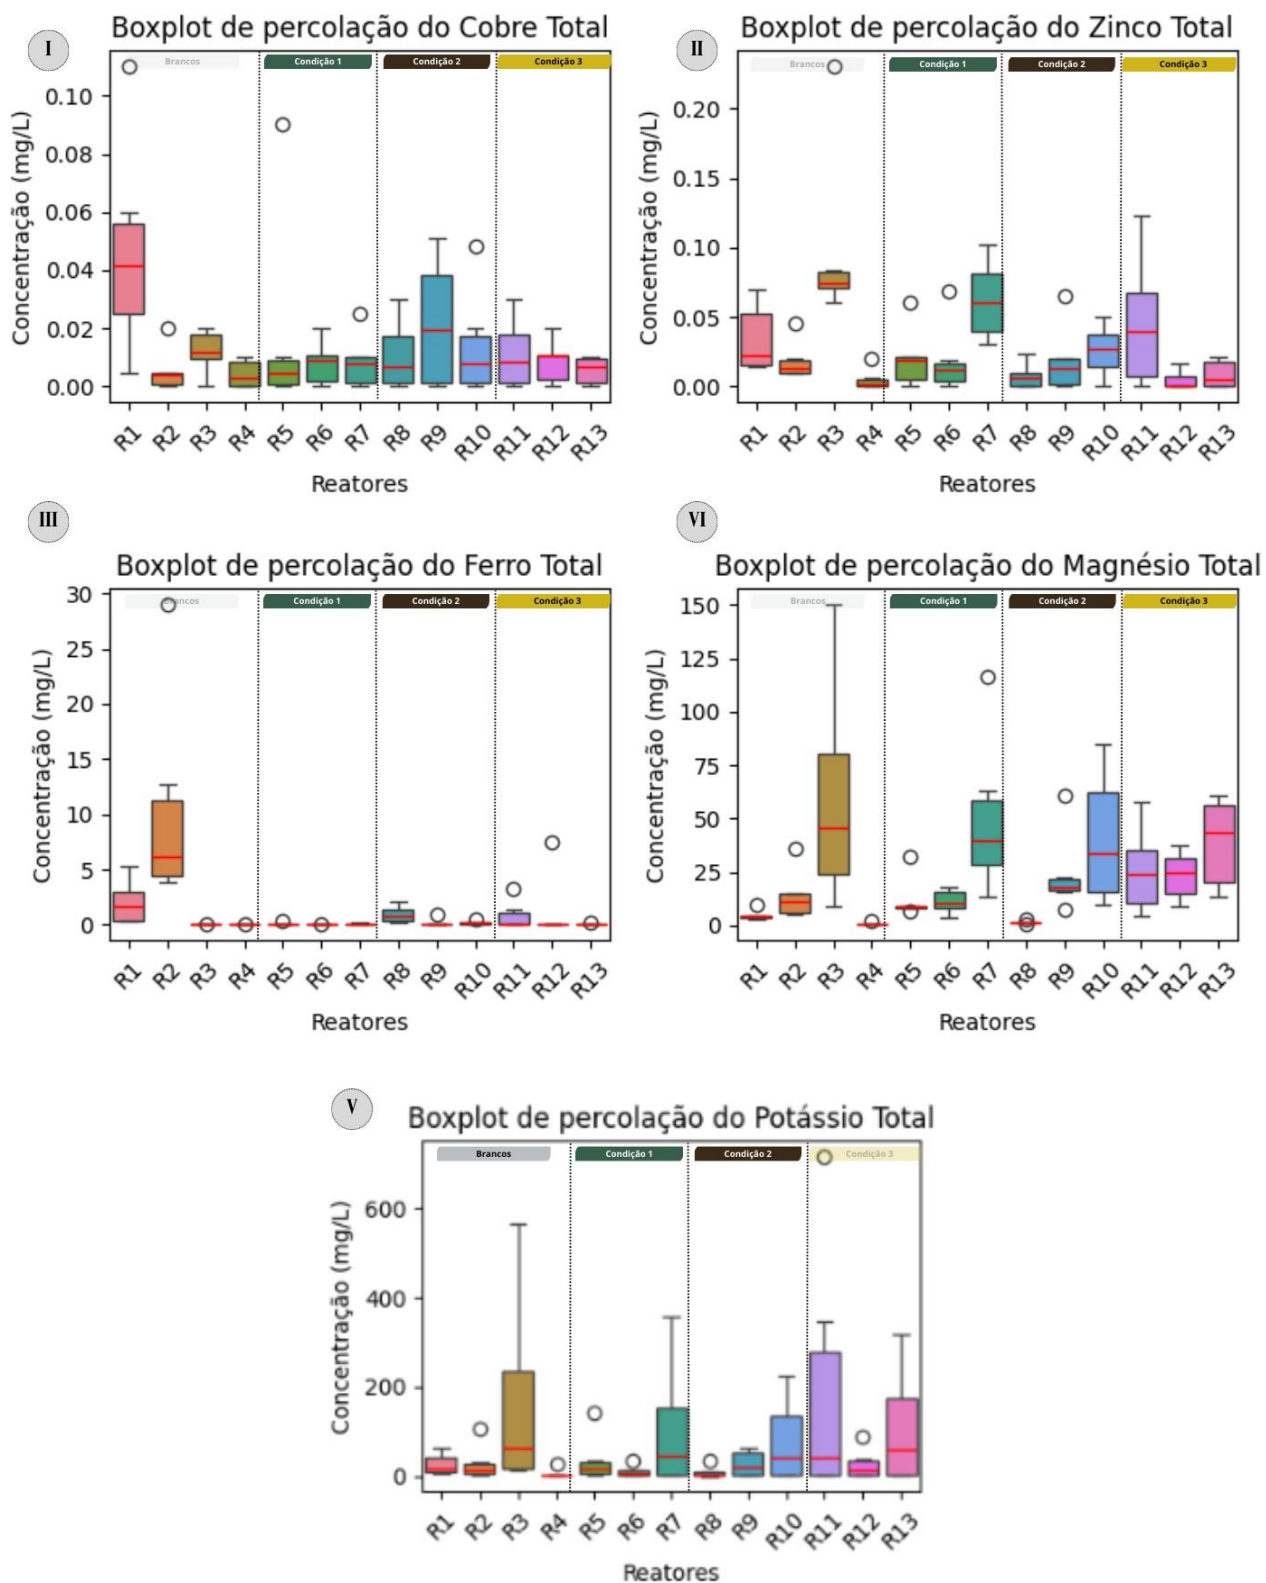 I
Boxplot de percolação do Cobre Total
Brancos
Condição 1
Condição 2
Condição 3
Concentração (mg/L)
0.10
0.08
0.06
0.04
0.02
0.00
R1 R2 R3 R4 R5 R6 R7 R8 R9 R10 R11 R12 R13
Reatores
II
Boxplot de percolação do Zinco Total
Brancos
Condição 1
Condição 2
Condição 3
Concentração (mg/L)
0.20
0.15
0.10
0.05
0.00
R1 R2 R3 R4 R5 R6 R7 R8 R9 R10 R11 R12 R13
Reatores
III
Boxplot de percolação do Ferro Total
Brancos
Condição 1
Condição 2
Condição 3
Concentração (mg/L)
30
25
20
15
10
5
0
R1 R2 R3 R4 R5 R6 R7 R8 R9 R10 R11 R12 R13
Reatores
VI
Boxplot de percolação do Magnésio Total
Brancos
Condição 1
Condição 2
Condição 3
Concentração (mg/L)
150
125
100
75
50
25
0
R1 R2 R3 R4 R5 R6 R7 R8 R9 R10 R11 R12 R13
Reatores
V
Boxplot de percolação do Potássio Total
Brancos
Condição 1
Condição 2
Condição 3
Concentração (mg/L)
600
400
200
0
R1 R2 R3 R4 R5 R6 R7 R8 R9 R10 R11 R12 R13
Reatores